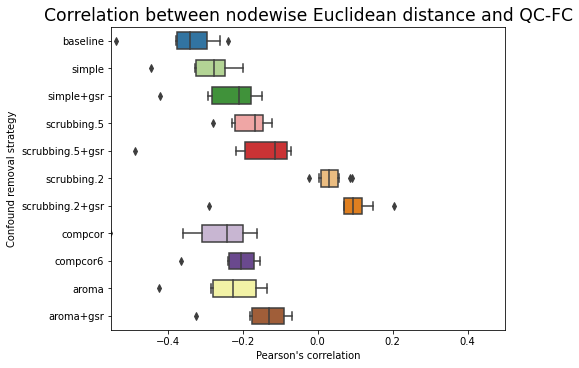 Correlation between nodewise Euclidean distance and QC-FC
baseline
simple
simple+gsr
scrubbing.5
scrubbing.5+gsr
scrubbing.2
scrubbing.2+gsr
compcor
compcor6
aroma
aroma+gsr
Confound removal strategy
−0.4 −0.2 0.0 0.2 0.4
Pearson's correlation